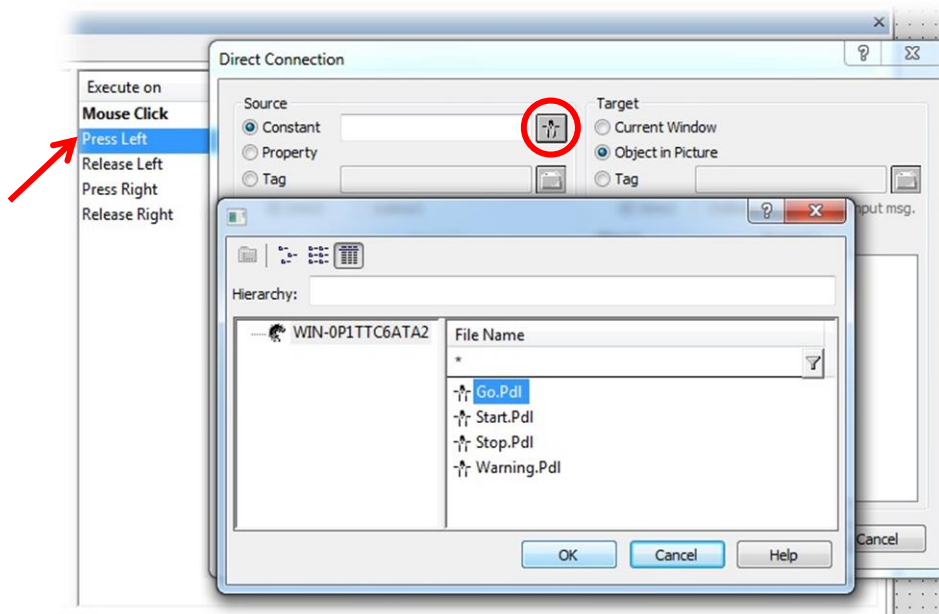 Direct Connection
Execute on
Mouse Click
Press Left
Release Left
Press Right
Release Right
Source
Constant
Property
Tag
Target
Current Window
Object in Picture
Tag
nput msg.
Hierarchy:
WIN-0P1TTC6ATA2
File Name
*
Go.Pdl
Start.Pdl
Stop.Pdl
Warning.Pdl
OK
Cancel
Help
Cancel